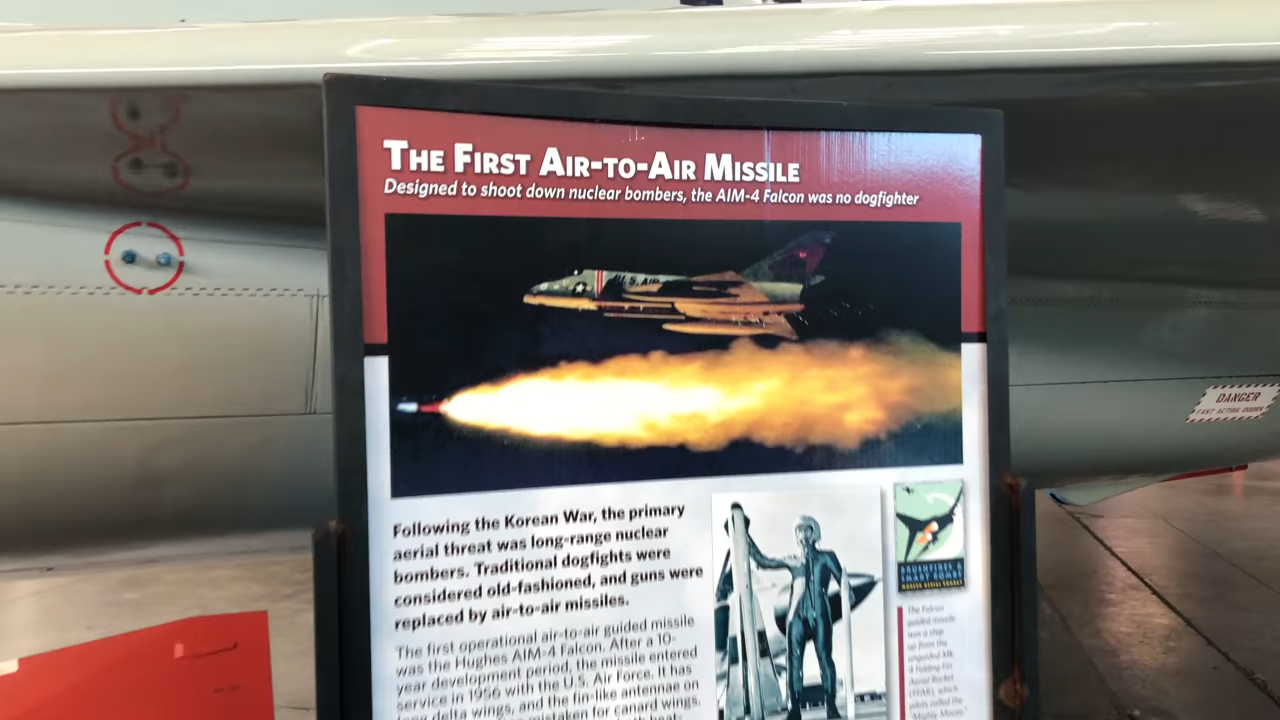 THE FIRST AIR-TO-AIR MISSILE
Designed to shoot down nuclear bombers, the AIM-4 Falcon was no dogfighter
U.S. AIR
DANGER
FAST ACTING DOORS
Following the Korean War, the primary
aerial threat was long-range nuclear
bombers. Traditional dogfights were
considered old-fashioned, and guns were
replaced by air-to-air missiles.
The first operational air-to-air guided missile
was the Hughes AIM-4 Falcon. After a 10-
year development period, the missile entered
service in 1956 with the U.S. Air Force. It has
long delta wings, and the fin-like antennae on
mistaken for canard wings.
BRUSHFIRES &
SMART BOMBS
The Falcon
guided missile
was a step
up from the
unguided Mk
4 Folding Fin
Aerial Rocket
(FFAR), which
pilots called the
"Mighty Mouse."